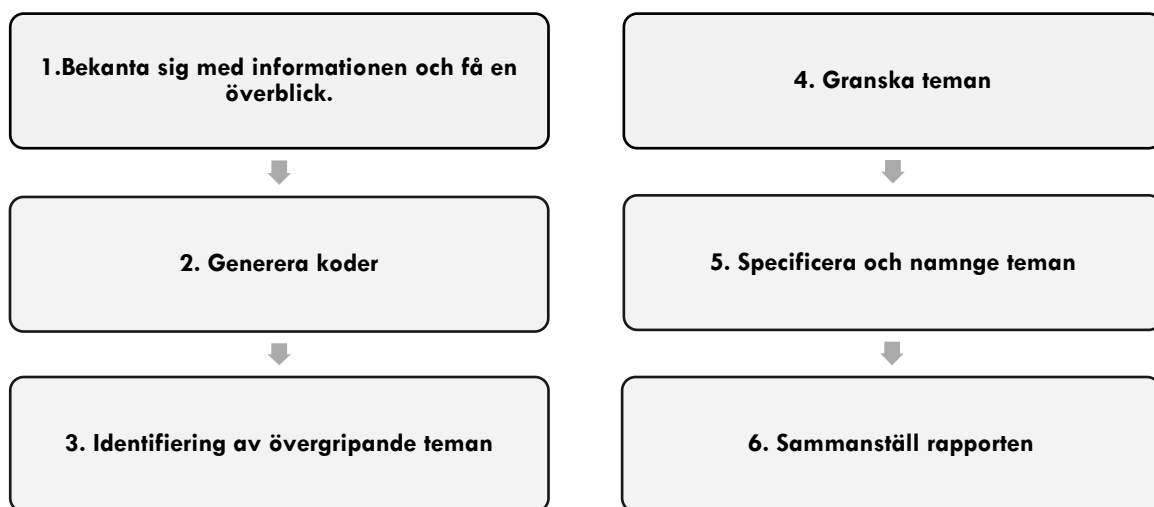 1.Bekanta sig med informationen och få en
överblick.
2. Generera koder
3. Identifiering av övergripande teman
4. Granska teman
5. Specificera och namnge teman
6. Sammanställ rapporten